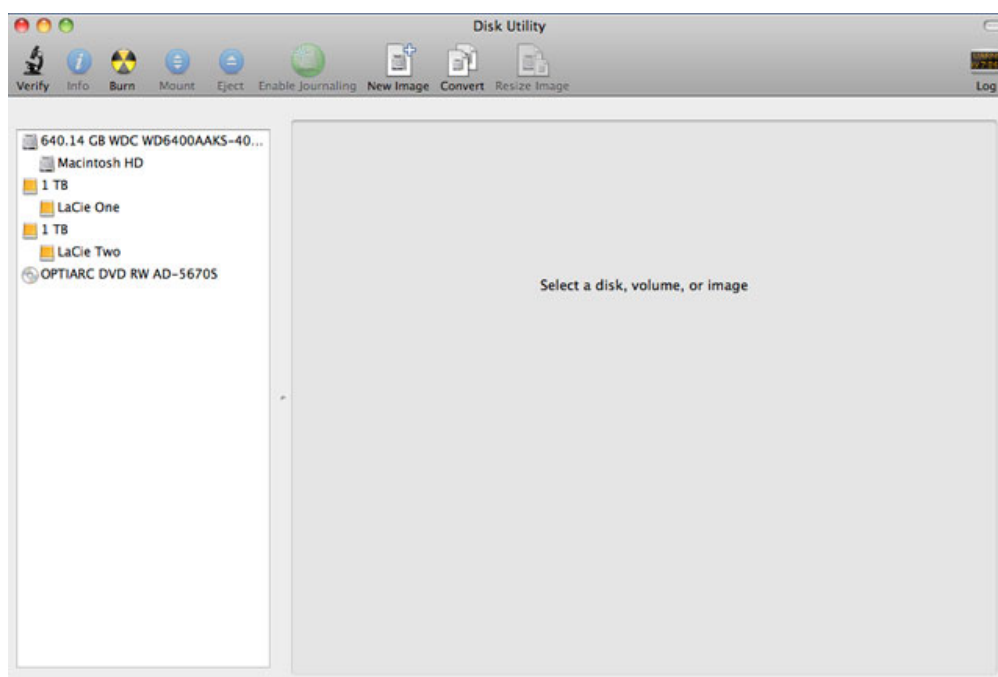 Disk Utility
Verify Info Burn Mount Eject Enable Journaling New Image Convert Resize Image Log
640.14 GB WDC WD6400AAKS-40...
Macintosh HD
1 TB
LaCie One
1 TB
LaCie Two
OPTIARC DVD RW AD-5670S
Select a disk, volume, or image